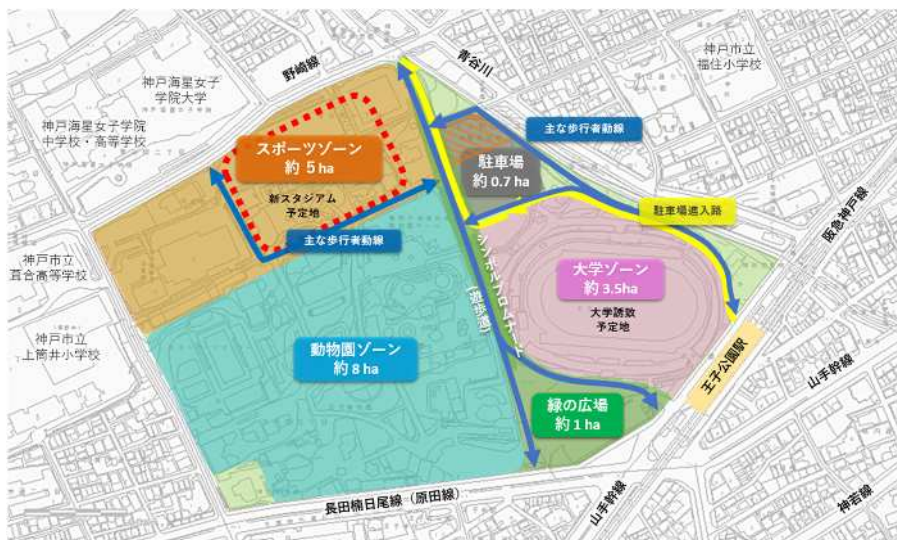 野崎線
青谷川
神戸市立
福住小学校
神戸海星女子
学院大学
神戸海星女子学院
中学校・高等学校
主な歩行者動線
スポーツゾーン
約 5 ha
駐車場
約 0.7 ha
新スタジアム
予定地
駐車場進入路
阪急神戸線
主な歩行者動線
神戸市立
葺合高等学校
シンボルプロムナード
(遊歩道)
大学ゾーン
約 3.5ha
大学誘致
予定地
神戸市立
上筒井小学校
動物園ゾーン
約 8 ha
王子公園駅
山手幹線
緑の広場
約 1 ha
長田楠日尾線(原田線)
山手幹線
神若線